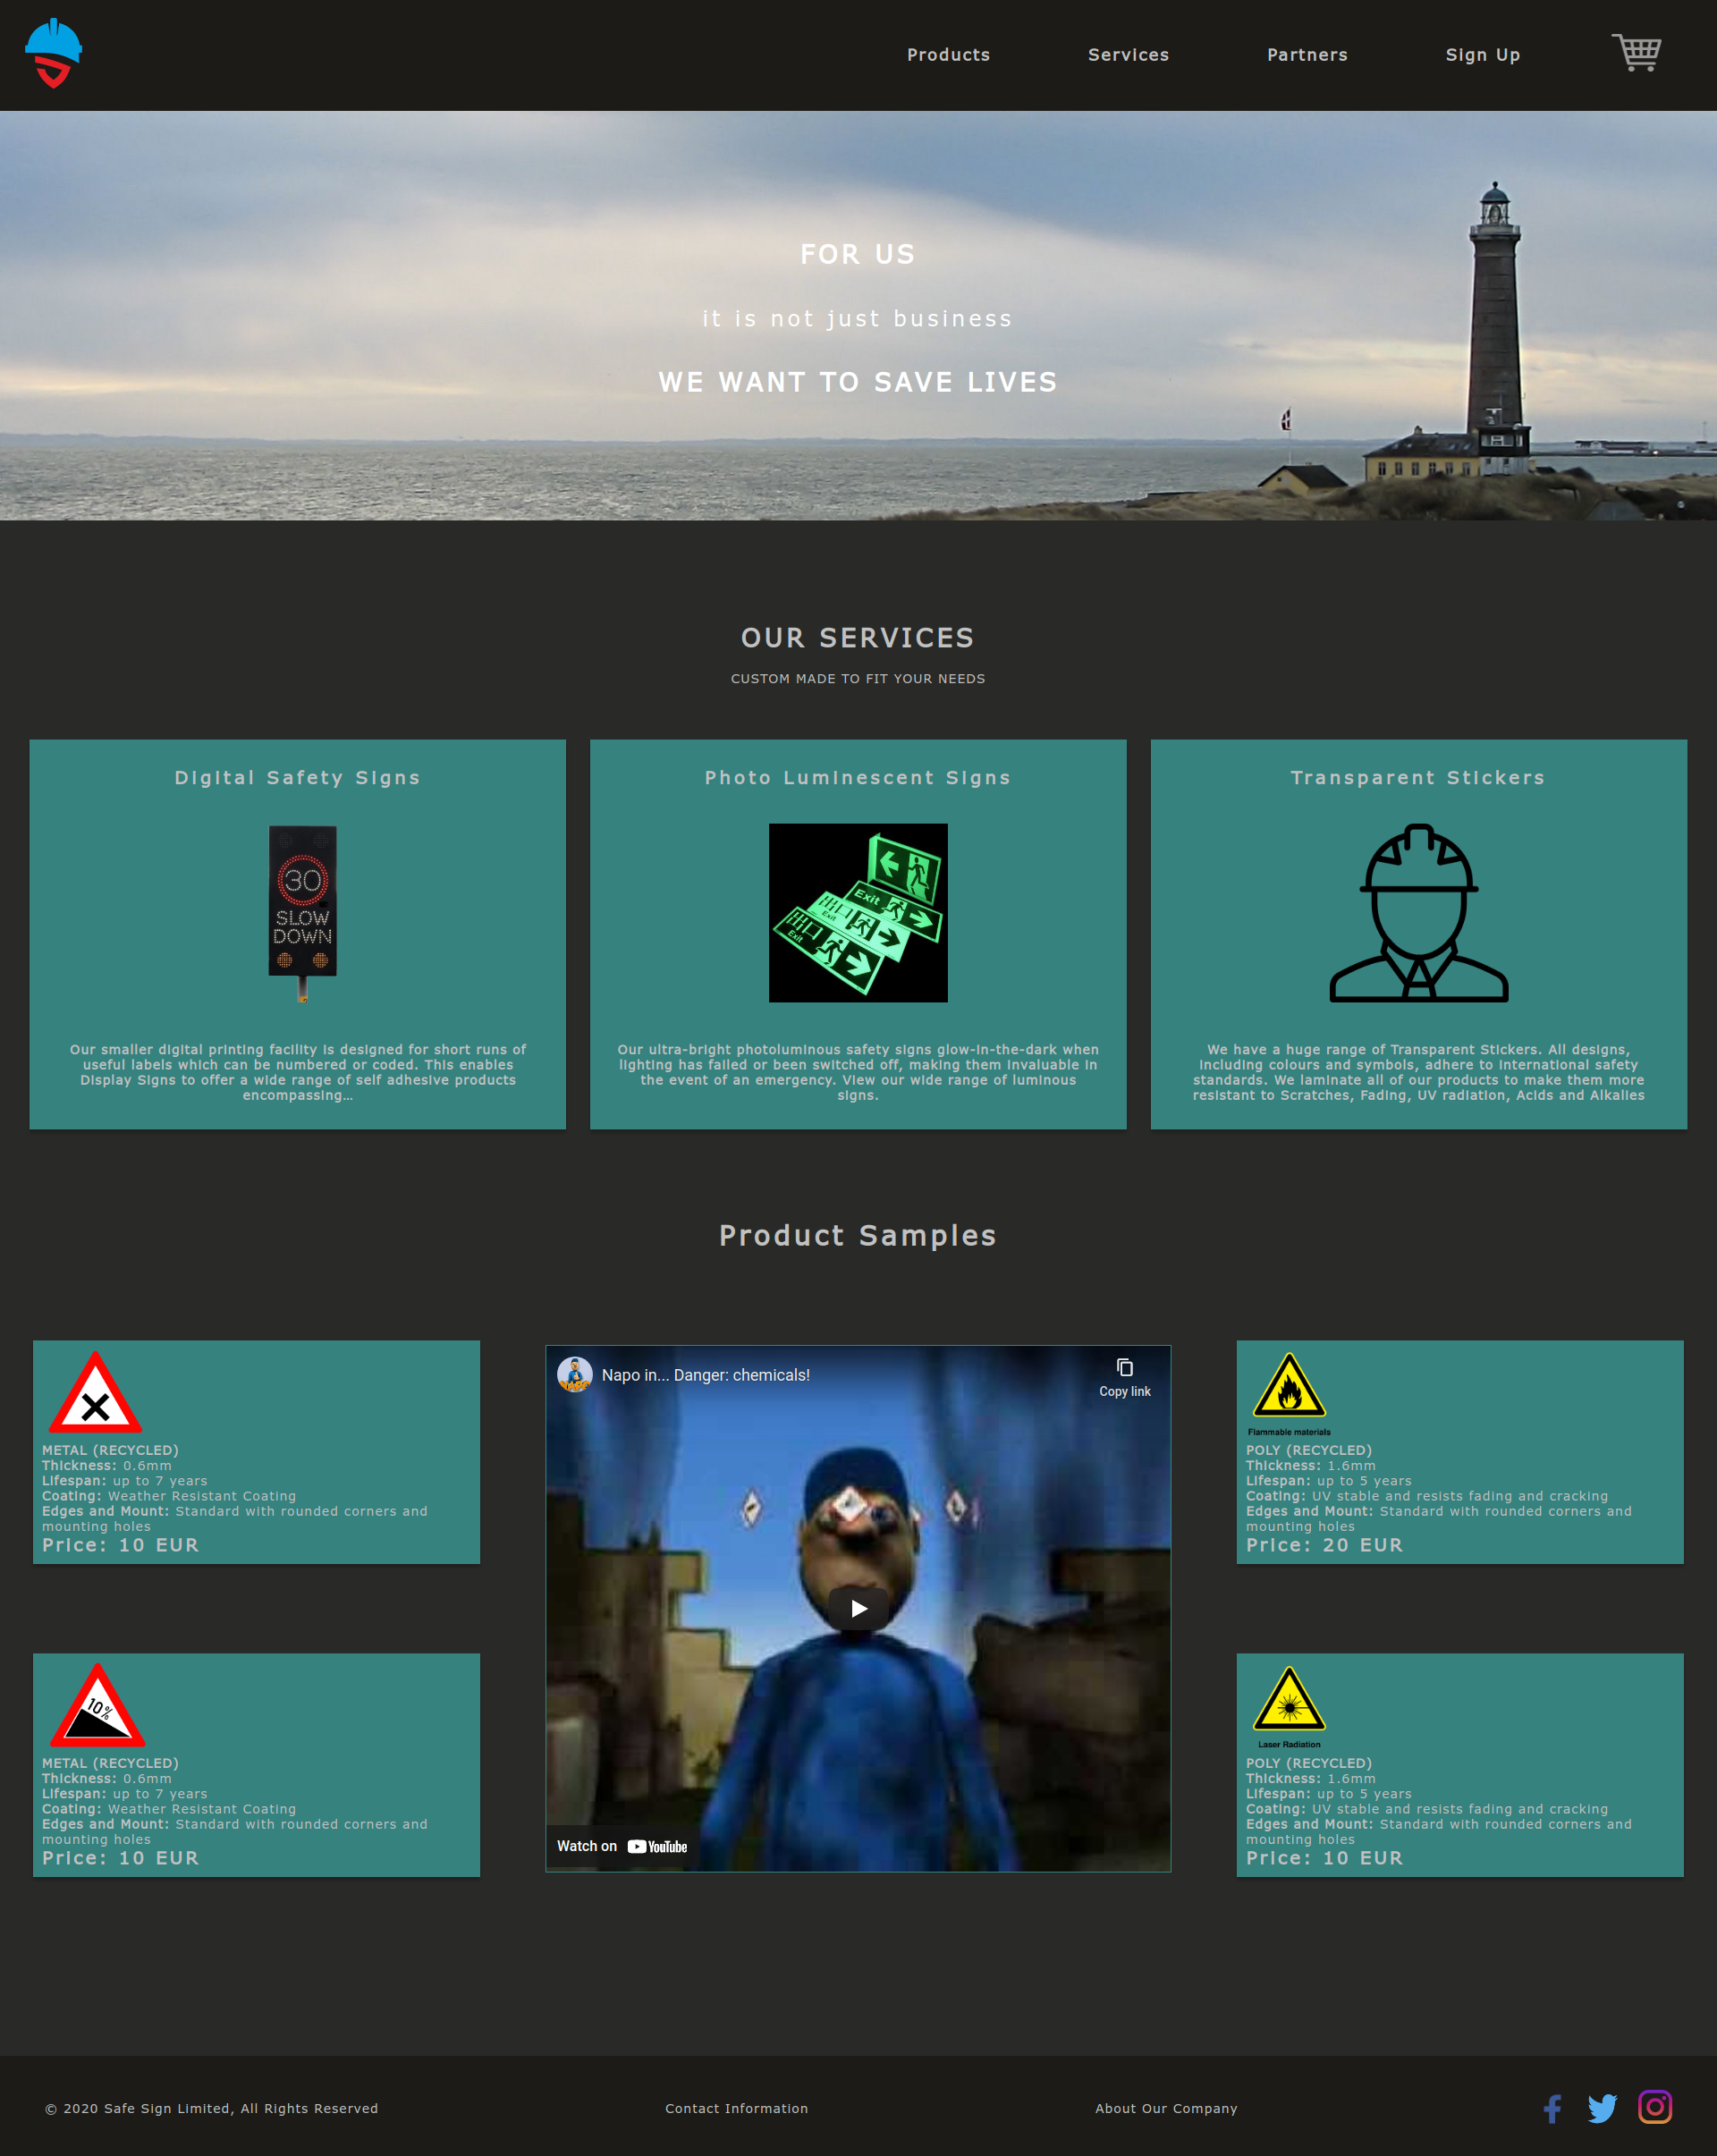 Products Services Partners Sign Up
FOR US
it is not just business
WE WANT TO SAVE LIVES
OUR SERVICES
CUSTOM MADE TO FIT YOUR NEEDS
Digital Safety Signs
30
SLOW
DOWN
Our smaller digital printing facility is designed for short runs of
useful labels which can be numbered or coded. This enables
Display Signs to offer a wide range of self adhesive products
encompassing...
Photo Luminescent Signs
Exit
Exit
Exit
Our ultra-bright photoluminous safety signs glow-in-the-dark when
lighting has failed or been switched off, making them invaluable in
the event of an emergency. View our wide range of luminous
signs.
Transparent Stickers
We have a huge range of Transparent Stickers. All designs,
including colours and symbols, adhere to international safety
standards. We laminate all of our products to make them more
resistant to Scratches, Fading, UV radiation, Acids and Alkalies
Product Samples
METAL (RECYCLED)
Thickness: 0.6mm
Lifespan: up to 7 years
Coating: Weather Resistant Coating
Edges and Mount: Standard with rounded corners and
mounting holes
Price: 10 EUR
10%
METAL (RECYCLED)
Thickness: 0.6mm
Lifespan: up to 7 years
Coating: Weather Resistant Coating
Edges and Mount: Standard with rounded corners and
mounting holes
Price: 10 EUR
NAPO
Napo in... Danger: chemicals!
Copy link
Watch on YouTube
Flammable materials
POLY (RECYCLED)
Thickness: 1.6mm
Lifespan: up to 5 years
Coating: UV stable and resists fading and cracking
Edges and Mount: Standard with rounded corners and
mounting holes
Price: 20 EUR
Laser Radiation
POLY (RECYCLED)
Thickness: 1.6mm
Lifespan: up to 5 years
Coating: UV stable and resists fading and cracking
Edges and Mount: Standard with rounded corners and
mounting holes
Price: 10 EUR
© 2020 Safe Sign Limited, All Rights Reserved
Contact Information
About Our Company